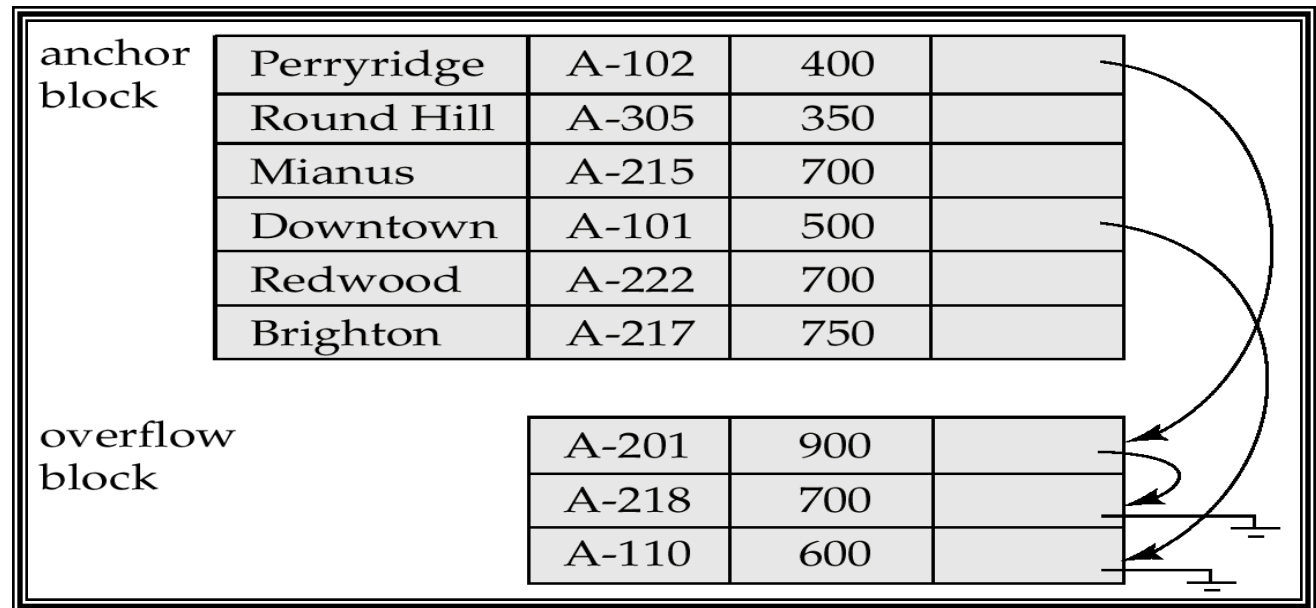 anchor block
Perryridge A-102 400
Round Hill A-305 350
Mianus A-215 700
Downtown A-101 500
Redwood A-222 700
Brighton A-217 750
overflow block
A-201 900
A-218 700
A-110 600